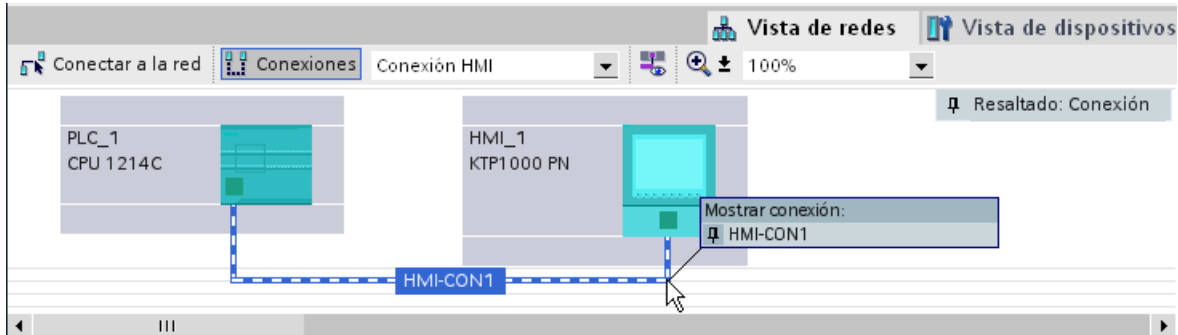 Vista de redes
Vista de dispositivos
Conectar a la red
Conexiones
Conexión HMI
100%
Resaltado: Conexión
PLC_1
CPU 1214C
HMI_1
KTP1000 PN
Mostrar conexión:
HMI-CON1
HMI-CON1